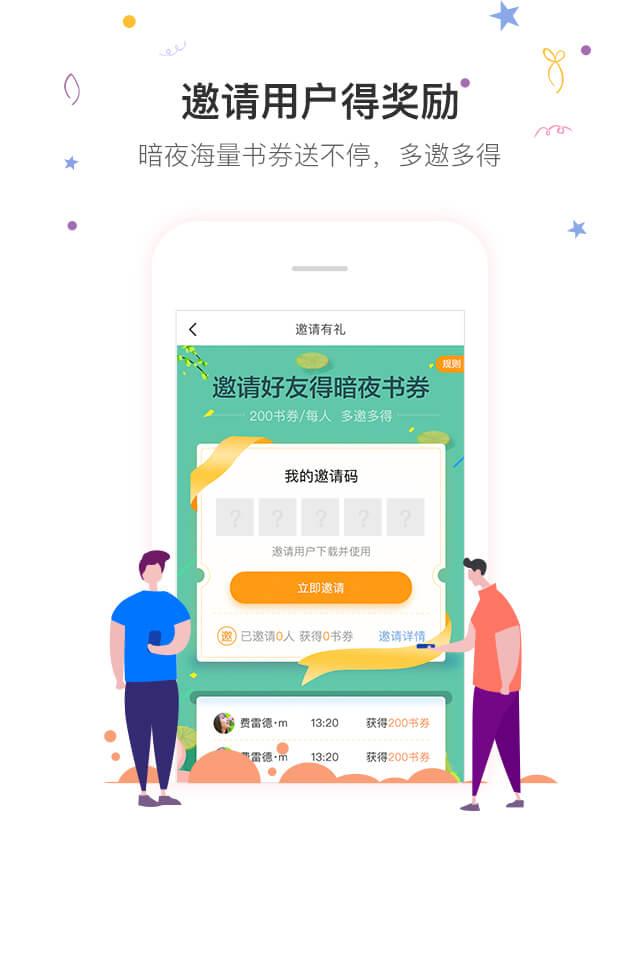 邀请用户得奖励
暗夜海量书券送不停，多邀多得
邀请有礼
规则
邀请好友得暗夜书券
200书券/每人 多邀多得
我的邀请码
? ? ? ? ?
邀请用户下载并使用
立即邀请
邀 已邀请0人 获得0书券 邀请详情
费雷德·m 13:20 获得200书券
费雷德·m 13:20 获得200书券